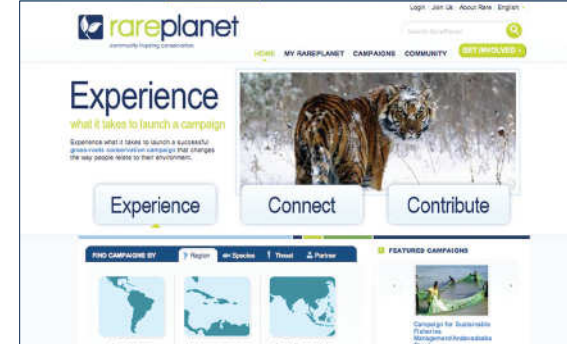 Login Join Us About Rare English
rareplanet
community inspiring conservation
HOME MY RAREPLANET CAMPAIGNS COMMUNITY GET INVOLVED
Experience
what it takes to launch a campaign
Experience what it takes to launch a successful
grass-roots conservation campaign that changes
the way people relate to their environment.
Experience Connect Contribute
FIND CAMPAIGNS BY Region Species Threat Partner
FEATURED CAMPAIGNS
Campaign for Sustainable
Fisheries
Management/Andavadoaka